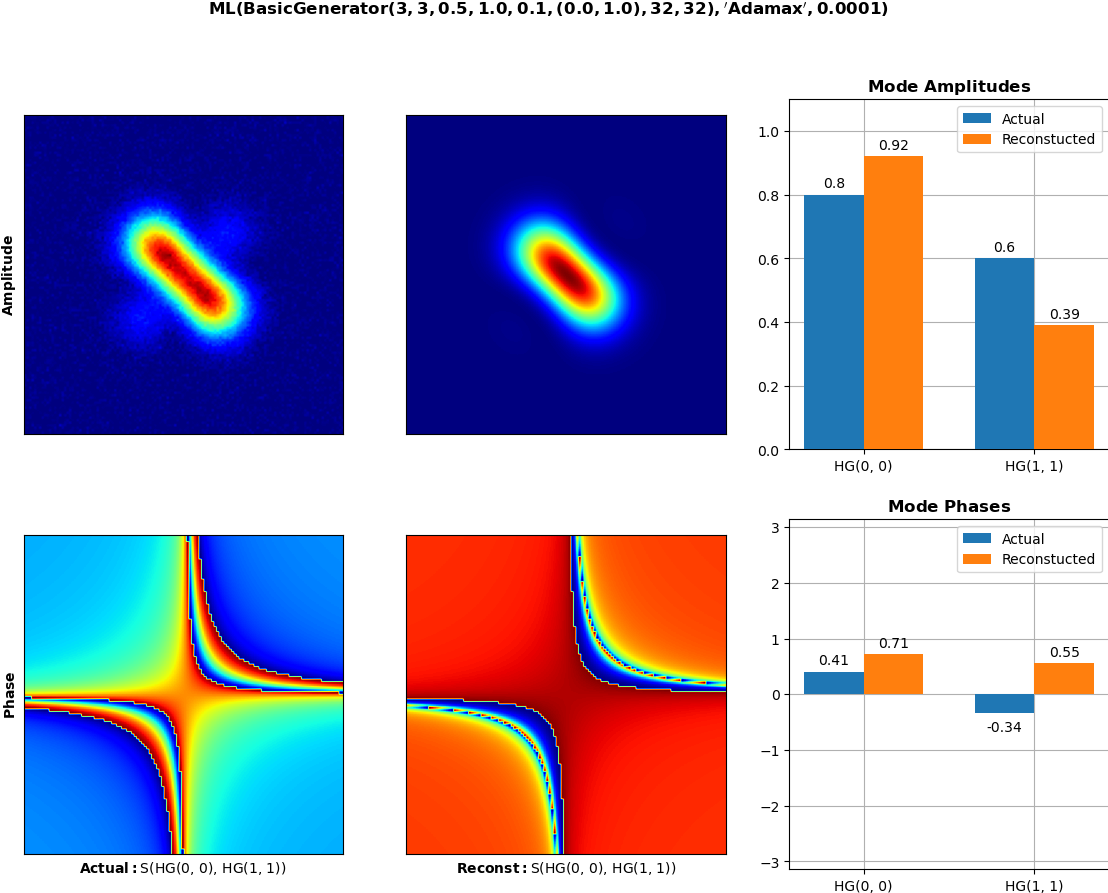 ML(BasicGenerator(3, 3, 0.5, 1.0, 0.1, (0.0, 1.0), 32, 32), 'Adamax', 0.0001)
Amplitude
Mode Amplitudes
Actual
Reconstucted
1.0
0.8
0.6
0.4
0.2
0.0
0.8
0.92
0.6
0.39
HG(0, 0)
HG(1, 1)
Phase
Actual: S(HG(0, 0), HG(1, 1))
Reconst: S(HG(0, 0), HG(1, 1))
Mode Phases
Actual
Reconstucted
3
2
1
0
−1
−2
−3
0.41
0.71
-0.34
0.55
HG(0, 0)
HG(1, 1)